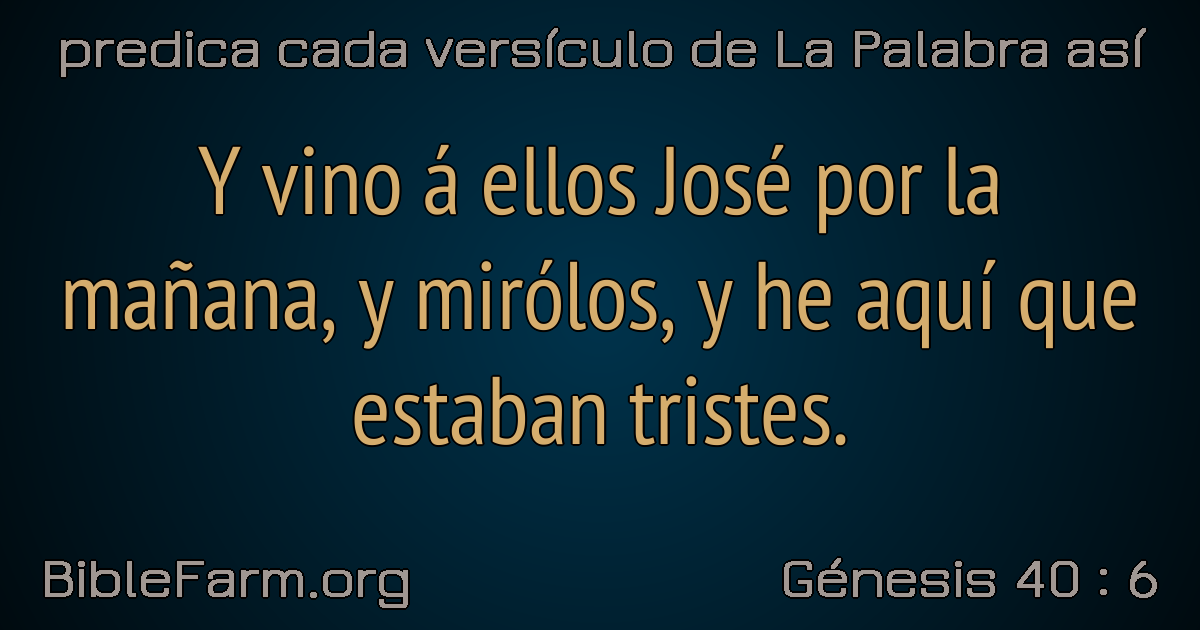 predica cada versículo de La Palabra así
Y vino á ellos José por la
mañana, y mirólos, y he aquí que
estaban tristes.
BibleFarm.org
Génesis 40 : 6